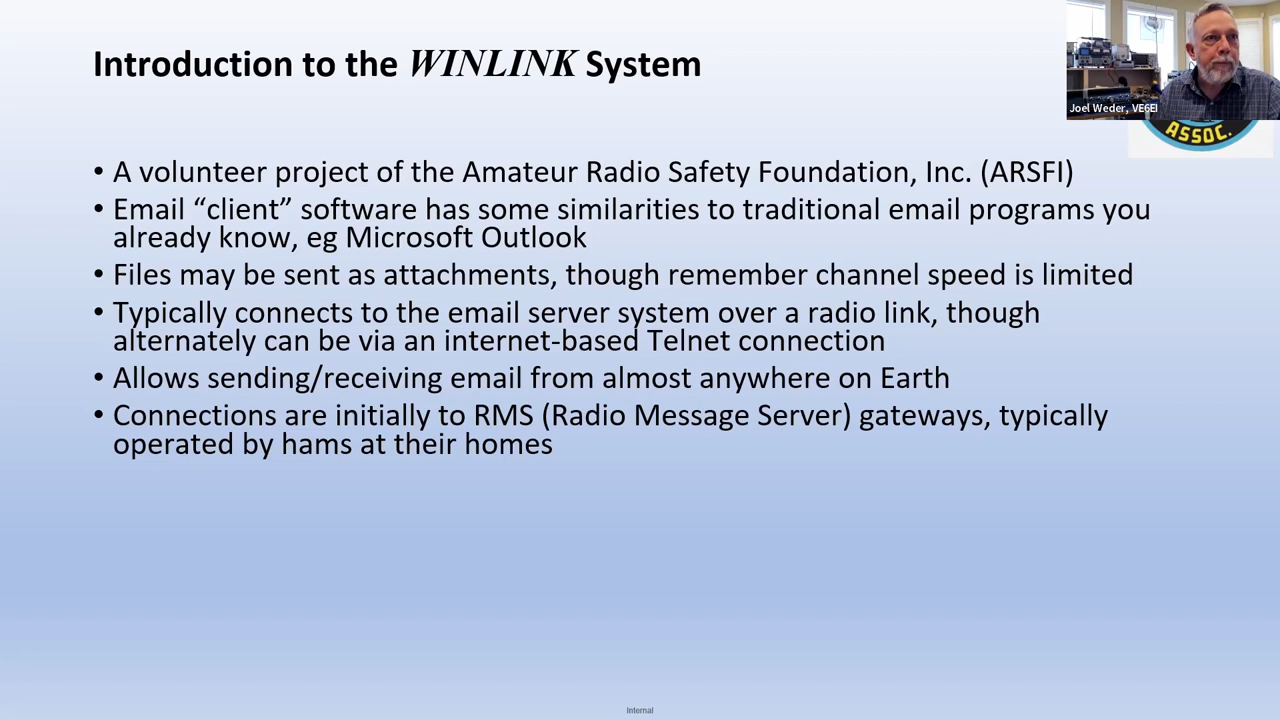 Introduction to the WINLINK System
Joel Weder, VE6EI
ASSOC.
• A volunteer project of the Amateur Radio Safety Foundation, Inc. (ARSFI)
• Email “client” software has some similarities to traditional email programs you
already know, eg Microsoft Outlook
• Files may be sent as attachments, though remember channel speed is limited
• Typically connects to the email server system over a radio link, though
alternately can be via an internet-based Telnet connection
• Allows sending/receiving email from almost anywhere on Earth
• Connections are initially to RMS (Radio Message Server) gateways, typically
operated by hams at their homes
Internal